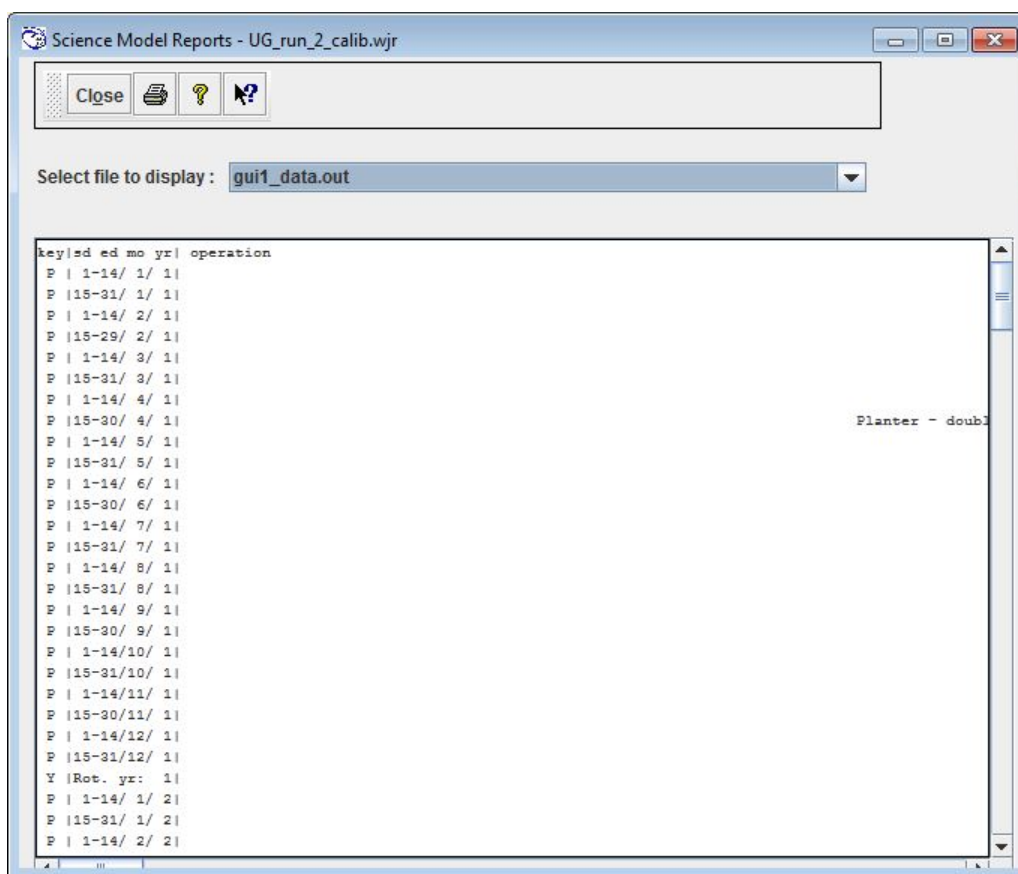 Science Model Reports - UG_run_2_calib.wjr
Close
Select file to display : gui1_data.out
key|sd ed mo yr| operation
P | 1-14/ 1/ 1|
P |15-31/ 1/ 1|
P | 1-14/ 2/ 1|
P |15-29/ 2/ 1|
P | 1-14/ 3/ 1|
P |15-31/ 3/ 1|
P | 1-14/ 4/ 1|
P |15-30/ 4/ 1| Planter - doubl
P | 1-14/ 5/ 1|
P |15-31/ 5/ 1|
P | 1-14/ 6/ 1|
P |15-30/ 6/ 1|
P | 1-14/ 7/ 1|
P |15-31/ 7/ 1|
P | 1-14/ 8/ 1|
P |15-31/ 8/ 1|
P | 1-14/ 9/ 1|
P |15-30/ 9/ 1|
P | 1-14/10/ 1|
P |15-31/10/ 1|
P | 1-14/11/ 1|
P |15-30/11/ 1|
P | 1-14/12/ 1|
P |15-31/12/ 1|
Y |Rot. yr: 1|
P | 1-14/ 1/ 2|
P |15-31/ 1/ 2|
P | 1-14/ 2/ 2|